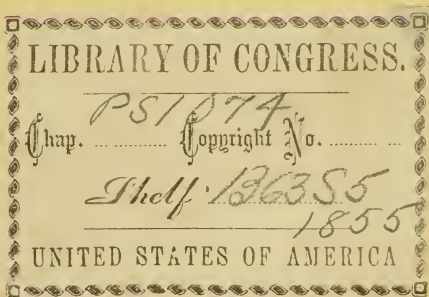 LIBRARY OF CONGRESS.
PS1074
Chap. .......... Copyright No. ..........
Shelf. B63S5
1855
UNITED STATES OF AMERICA